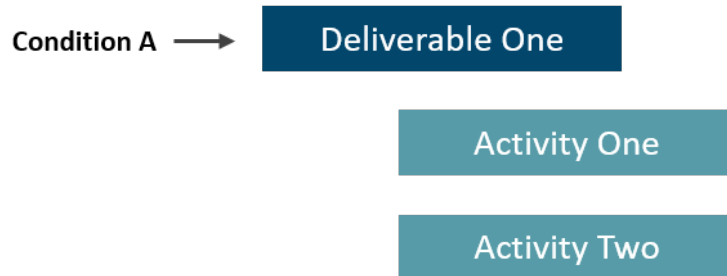 Condition A
Deliverable One
Activity One
Activity Two